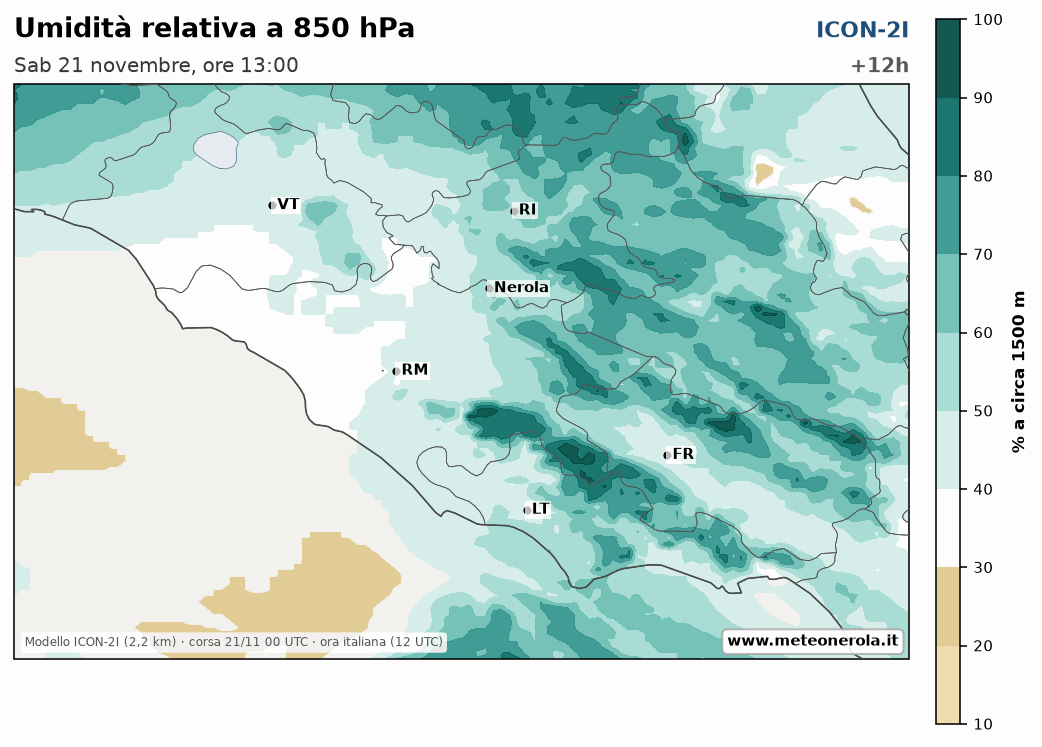 Umidità relativa a 850 hPa
ICON-2I
Sab 21 novembre, ore 13:00
+12h
100
90
80
70
60
50
40
30
20
10
% a circa 1500 m
VT
RI
Nerola
RM
FR
LT
Modello ICON-2I (2,2 km) · corsa 21/11 00 UTC · ora italiana (12 UTC)
www.meteonerola.it